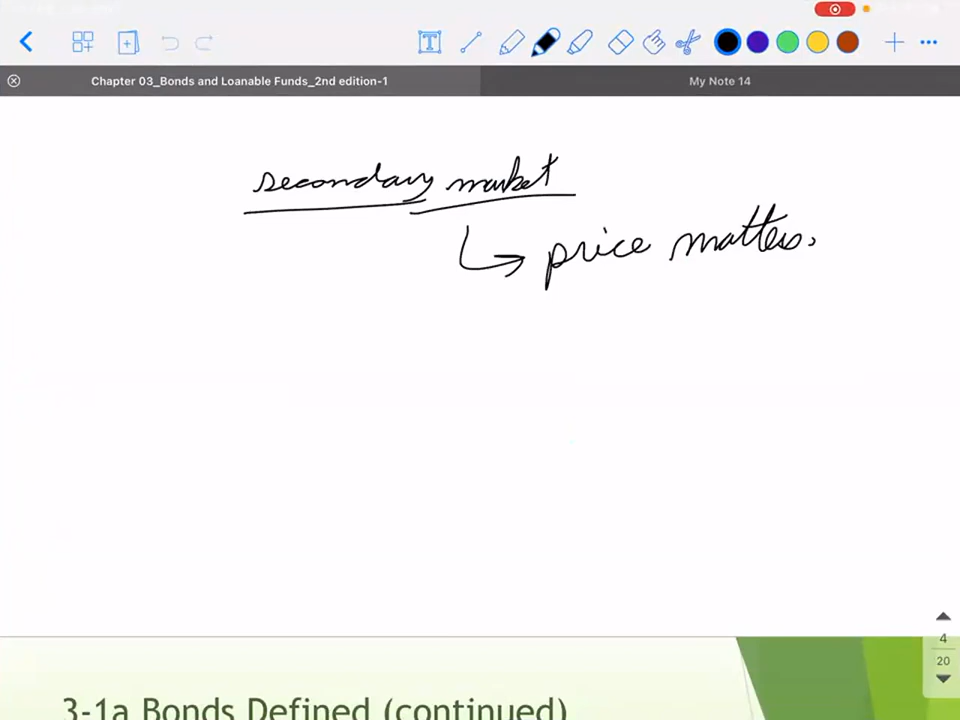 Chapter 03_Bonds and Loanable Funds_2nd edition-1
My Note 14
secondary market
price matters.
4
20
3-1a Bonds Defined (continued)